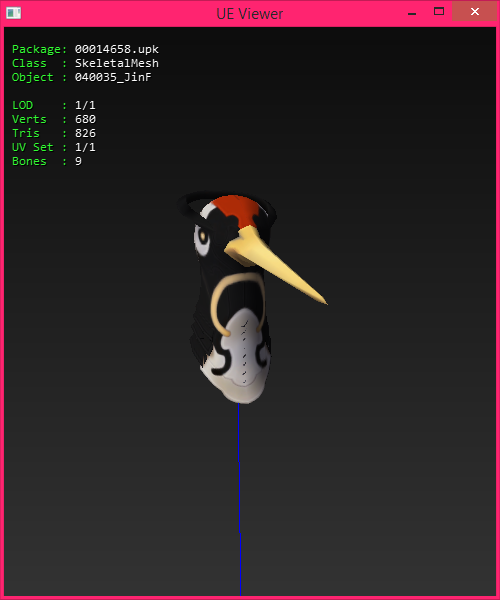 UE Viewer
Package: 00014658.upk
Class  : SkeletalMesh
Object : 040035_JinF
LOD    : 1/1
Verts  : 680
Tris   : 826
UV Set : 1/1
Bones  : 9